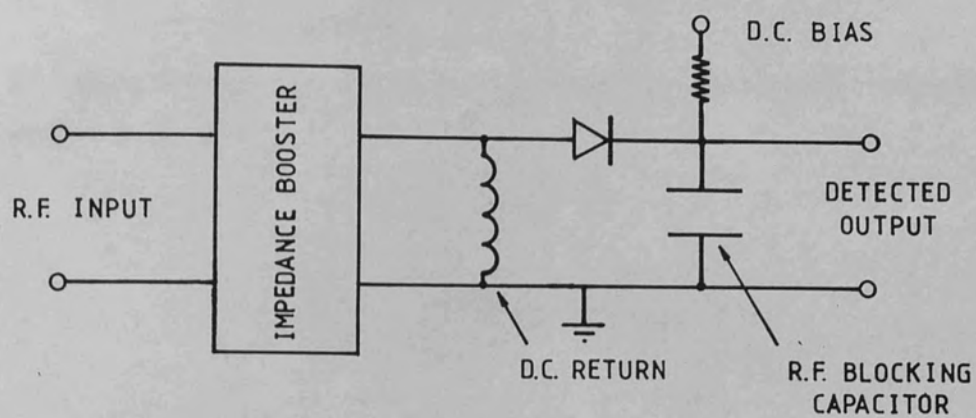 D.C. BIAS
IMPEDANCE BOOSTER
R.F. INPUT
DETECTED
OUTPUT
D.C. RETURN
R.F. BLOCKING
CAPACITOR